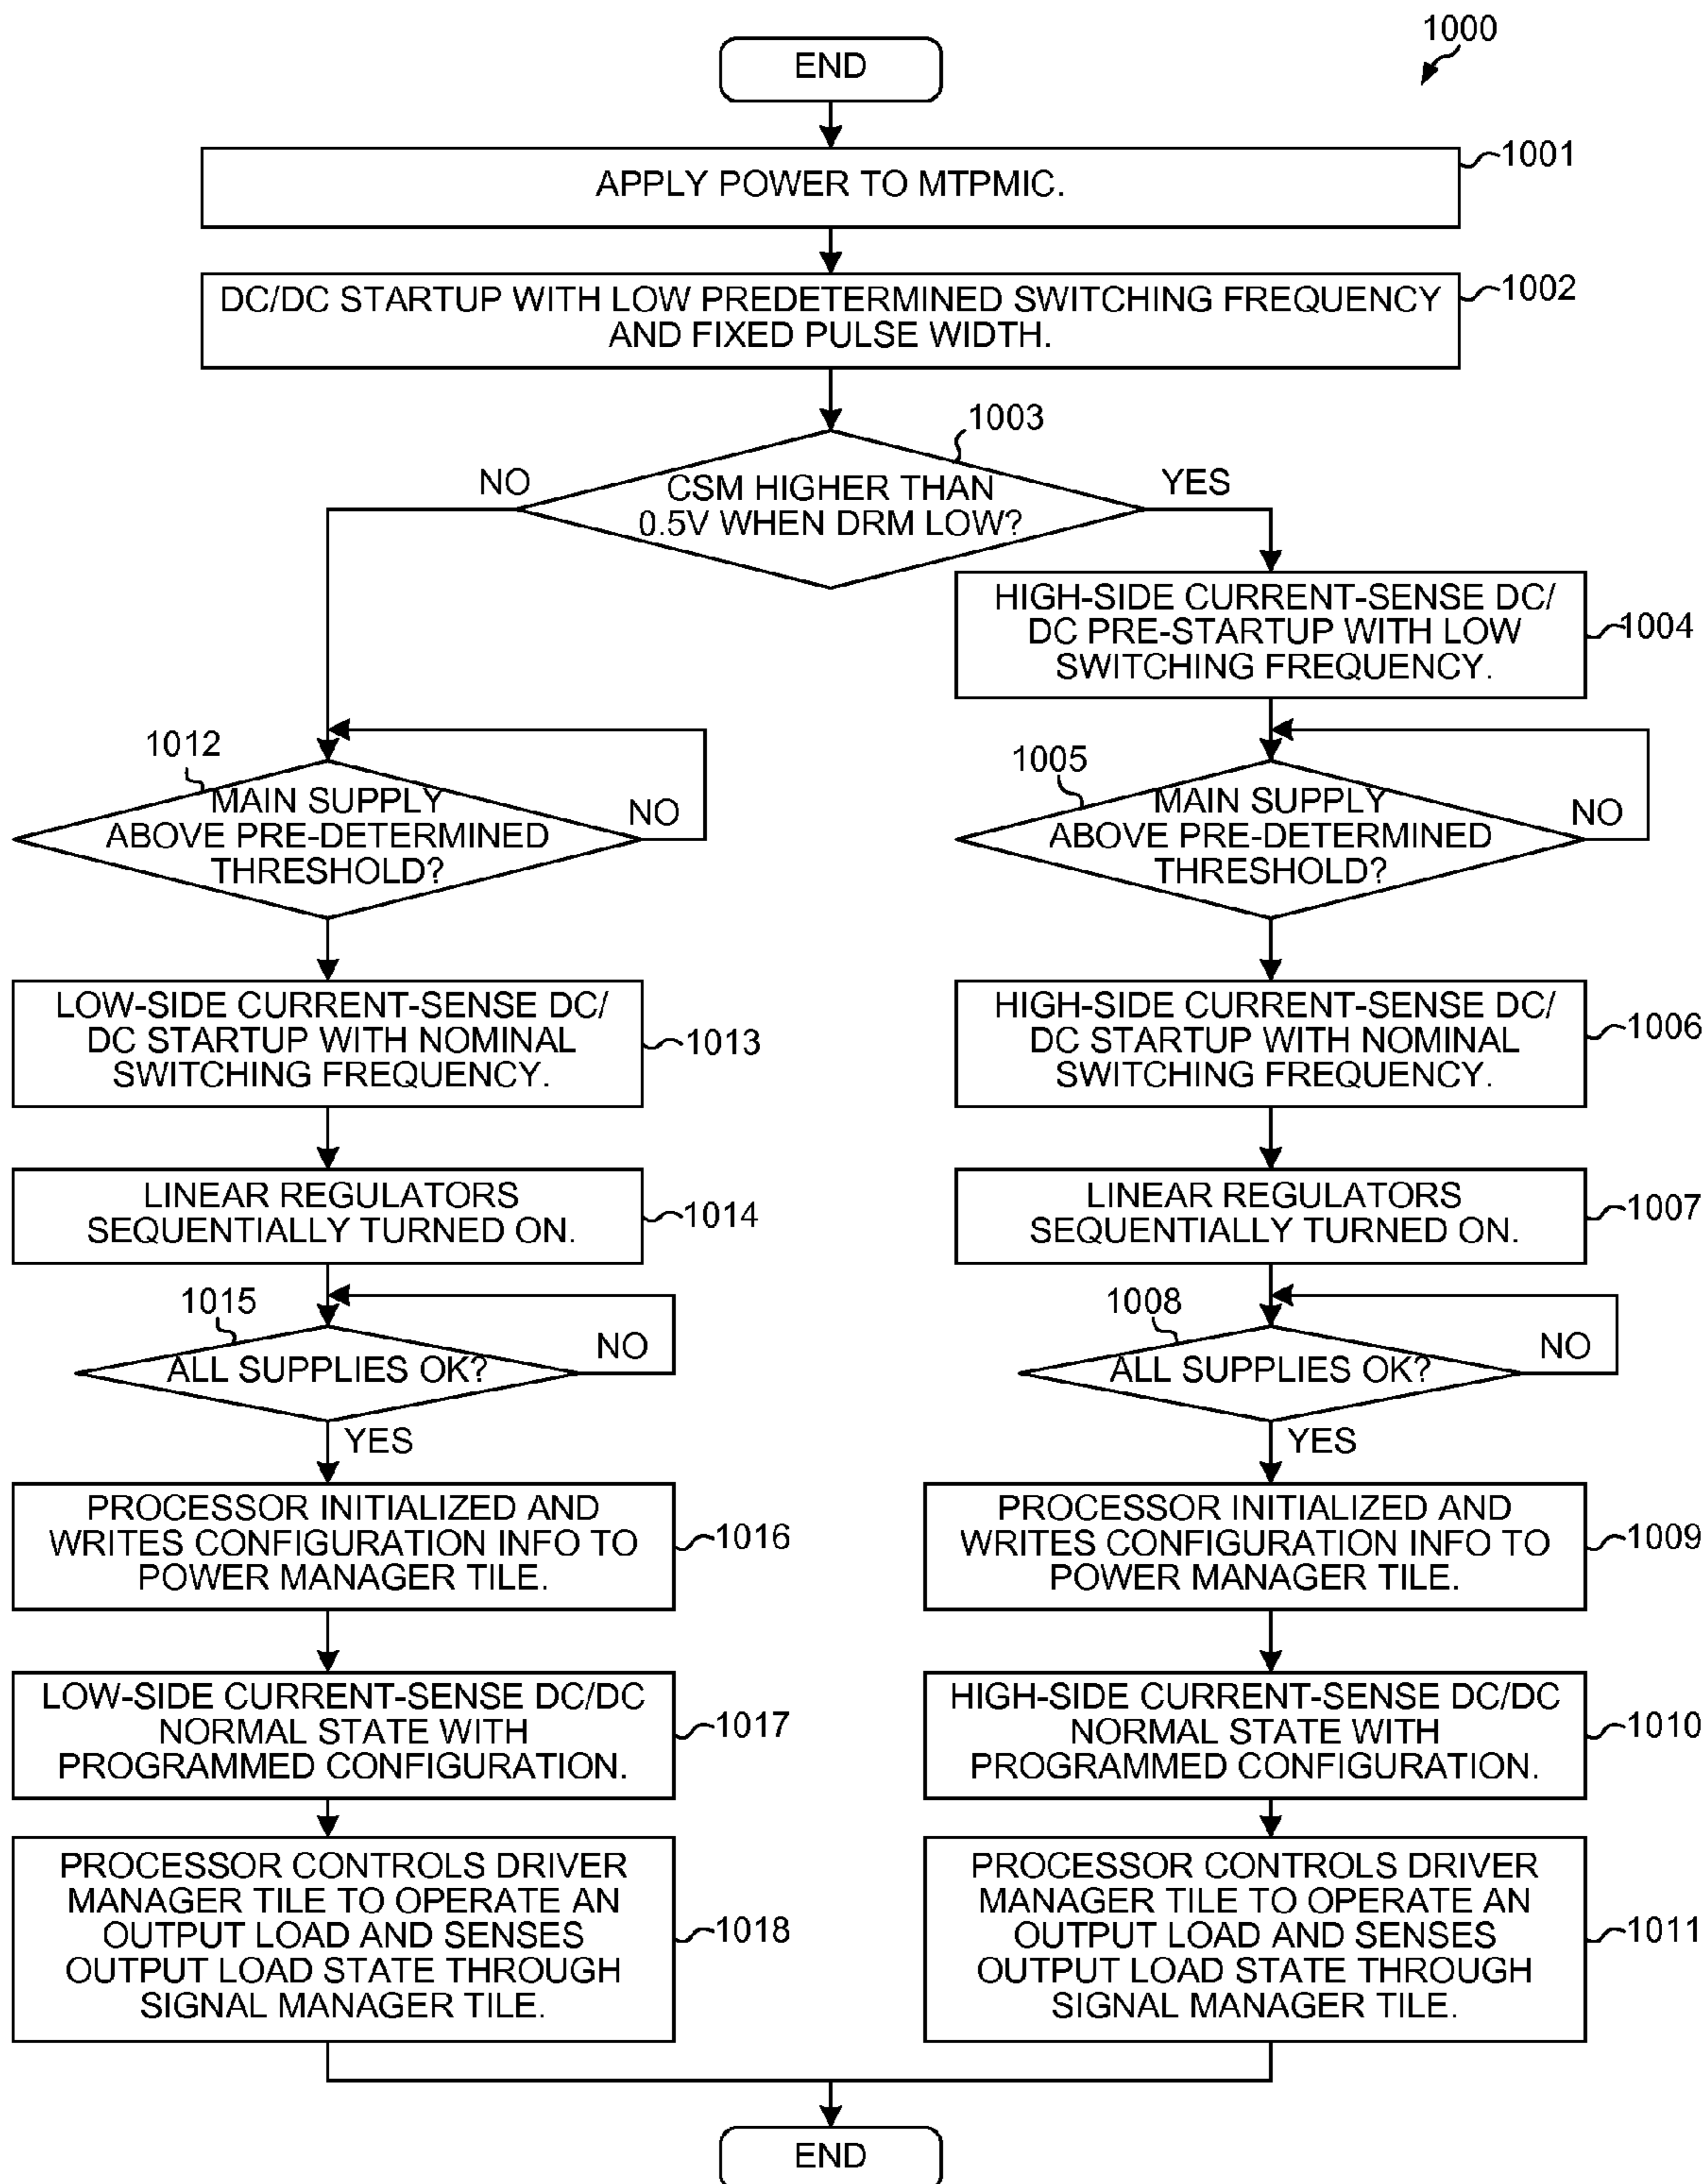 1000
END
APPLY POWER TO MTPMIC.
1001
DC/DC STARTUP WITH LOW PREDETERMINED SWITCHING FREQUENCY
AND FIXED PULSE WIDTH.
1002
1003
NO
CSM HIGHER THAN
0.5V WHEN DRM LOW?
YES
HIGH-SIDE CURRENT-SENSE DC/
DC PRE-STARTUP WITH LOW
SWITCHING FREQUENCY.
1004
1012
MAIN SUPPLY
ABOVE PRE-DETERMINED
THRESHOLD?
NO
1005
MAIN SUPPLY
ABOVE PRE-DETERMINED
THRESHOLD?
NO
LOW-SIDE CURRENT-SENSE DC/
DC STARTUP WITH NOMINAL
SWITCHING FREQUENCY.
1013
HIGH-SIDE CURRENT-SENSE DC/
DC STARTUP WITH NOMINAL
SWITCHING FREQUENCY.
1006
LINEAR REGULATORS
SEQUENTIALLY TURNED ON.
1014
LINEAR REGULATORS
SEQUENTIALLY TURNED ON.
1007
1015
ALL SUPPLIES OK?
NO
YES
1008
ALL SUPPLIES OK?
NO
YES
PROCESSOR INITIALIZED AND
WRITES CONFIGURATION INFO TO
POWER MANAGER TILE.
1016
PROCESSOR INITIALIZED AND
WRITES CONFIGURATION INFO TO
POWER MANAGER TILE.
1009
LOW-SIDE CURRENT-SENSE DC/DC
NORMAL STATE WITH
PROGRAMMED CONFIGURATION.
1017
HIGH-SIDE CURRENT-SENSE DC/DC
NORMAL STATE WITH
PROGRAMMED CONFIGURATION.
1010
PROCESSOR CONTROLS DRIVER
MANAGER TILE TO OPERATE AN
OUTPUT LOAD AND SENSES
OUTPUT LOAD STATE THROUGH
SIGNAL MANAGER TILE.
1018
PROCESSOR CONTROLS DRIVER
MANAGER TILE TO OPERATE AN
OUTPUT LOAD AND SENSES
OUTPUT LOAD STATE THROUGH
SIGNAL MANAGER TILE.
1011
END